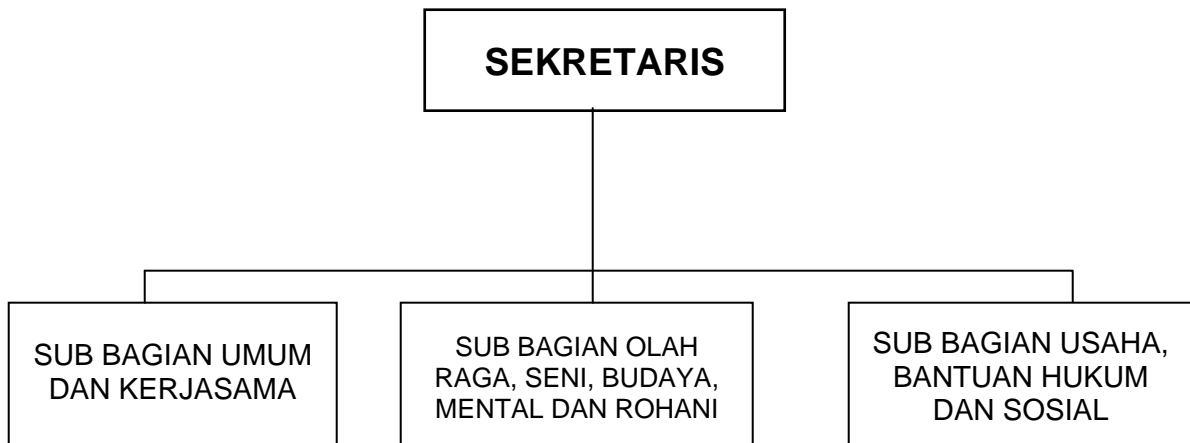 SEKRETARIS
SUB BAGIAN UMUM
DAN KERJASAMA
SUB BAGIAN OLAH
RAGA, SENI, BUDAYA,
MENTAL DAN ROHANI
SUB BAGIAN USAHA,
BANTUAN HUKUM
DAN SOSIAL